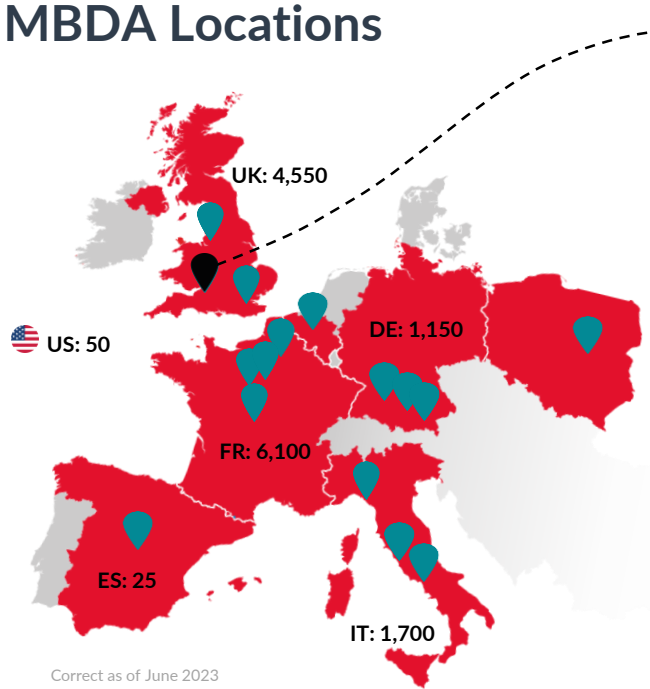 MBDA Locations
UK: 4,550
DE: 1,150
US: 50
FR: 6,100
ES: 25
IT: 1,700
Correct as of June 2023